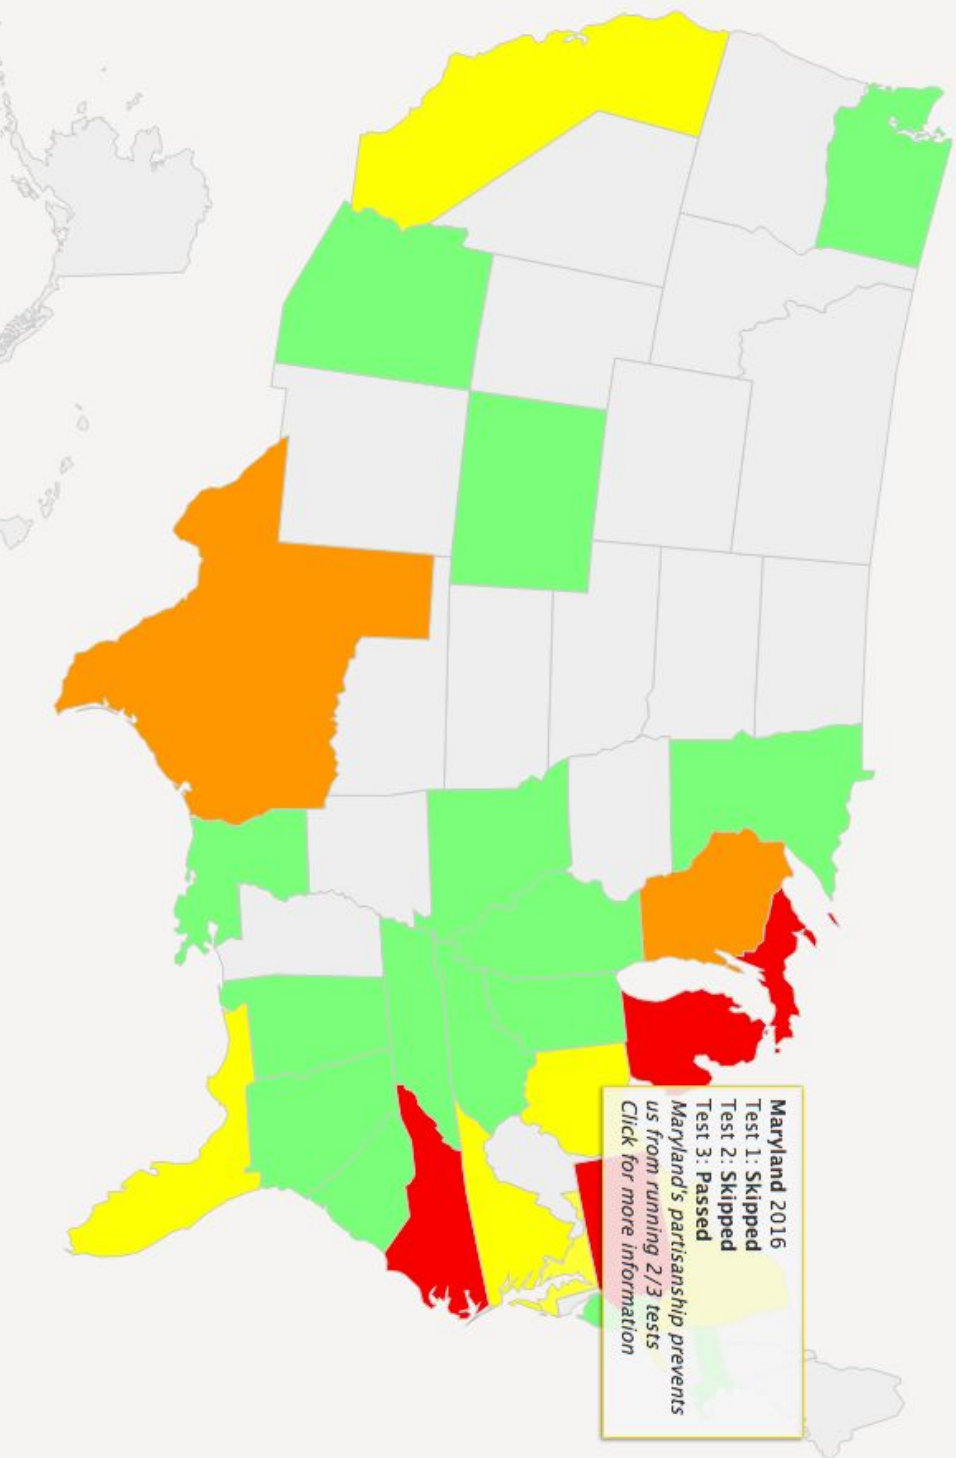 Maryland 2016
Test 1: Skipped
Test 2: Skipped
Test 3: Passed
Maryland's partisanship prevents
us from running 2/3 tests
Click for more information